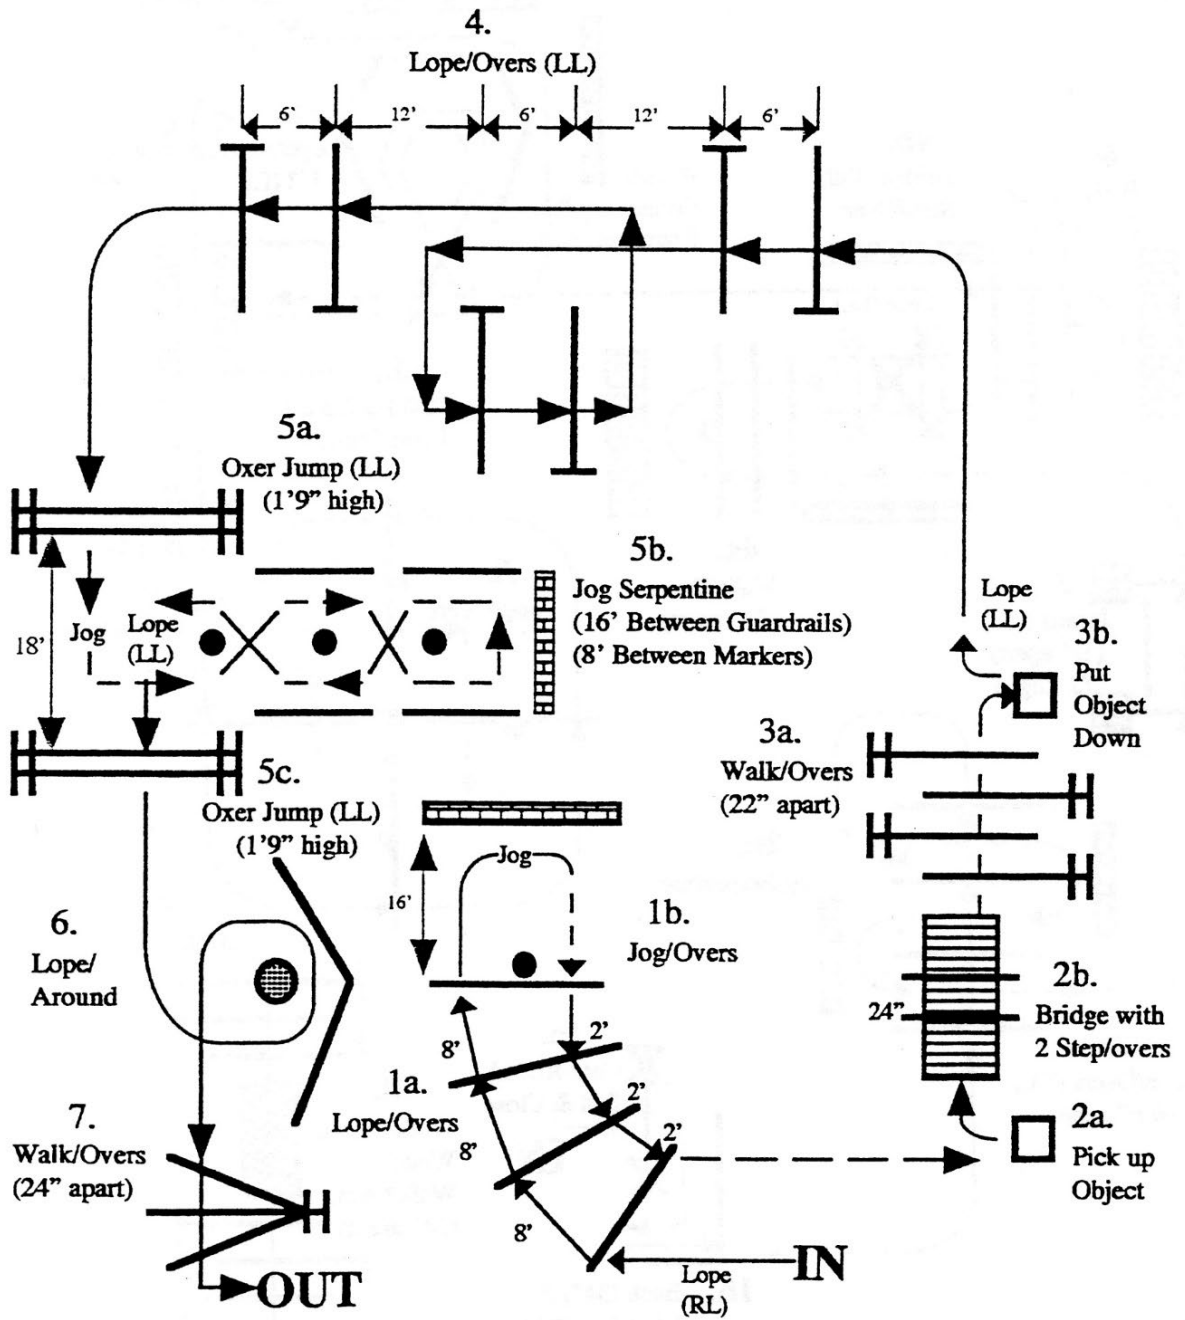 4.
Lope/Overs (LL)
6'
12'
6'
12'
6'
5a.
Oxer Jump (LL)
(1'9" high)
5b.
Jog Serpentine
(16' Between Guardrails)
(8' Between Markers)
18'
Jog
Lope
(LL)
Lope
(LL)
3b.
Put
Object
Down
3a.
Walk/Overs
(22" apart)
5c.
Oxer Jump (LL)
(1'9" high)
Jog
16'
1b.
Jog/Overs
6.
Lope/
Around
2b.
Bridge with
2 Step/overs
24"
8'
2'
1a.
Lope/Overs
2'
8'
2'
8'
7.
Walk/Overs
(24" apart)
2a.
Pick up
Object
OUT
Lope
(RL)
IN